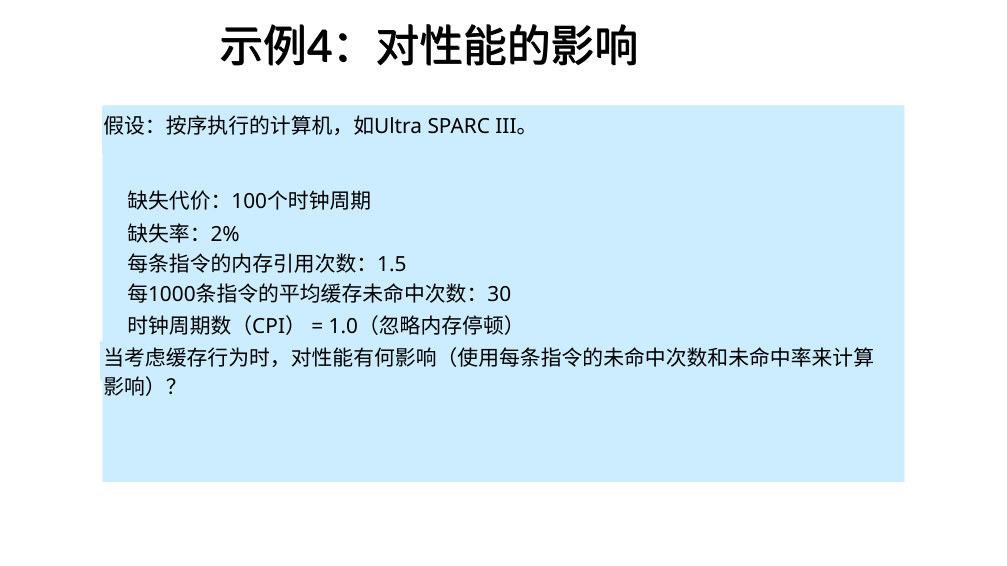 示例4：对性能的影响
假设：按序执行的计算机，如Ultra SPARC III。
缺失代价：100个时钟周期
缺失率：2%
每条指令的内存引用次数：1.5
每1000条指令的平均缓存未命中次数：30
时钟周期数（CPI） = 1.0（忽略内存停顿）
当考虑缓存行为时，对性能有何影响（使用每条指令的未命中次数和未命中率来计算
影响）？